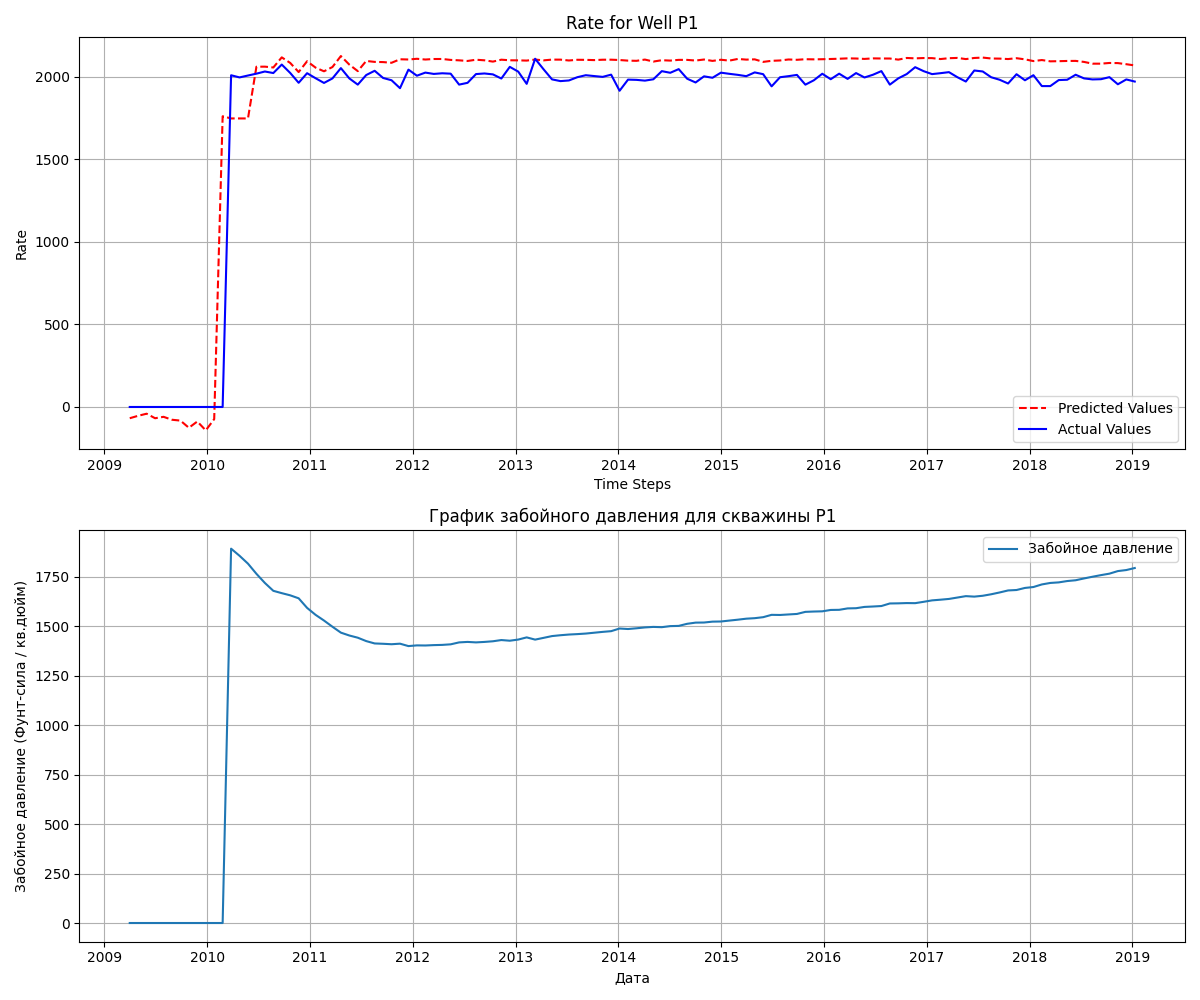 Rate for Well P1
2000
1500
1000
500
0
Rate
Predicted Values
Actual Values
2009 2010 2011 2012 2013 2014 2015 2016 2017 2018 2019
Time Steps
График забойного давления для скважины P1
Забойное давление
1750
1500
1250
1000
750
500
250
0
Забойное давление (Фунт-сила / кв.дюйм)
2009 2010 2011 2012 2013 2014 2015 2016 2017 2018 2019
Дата